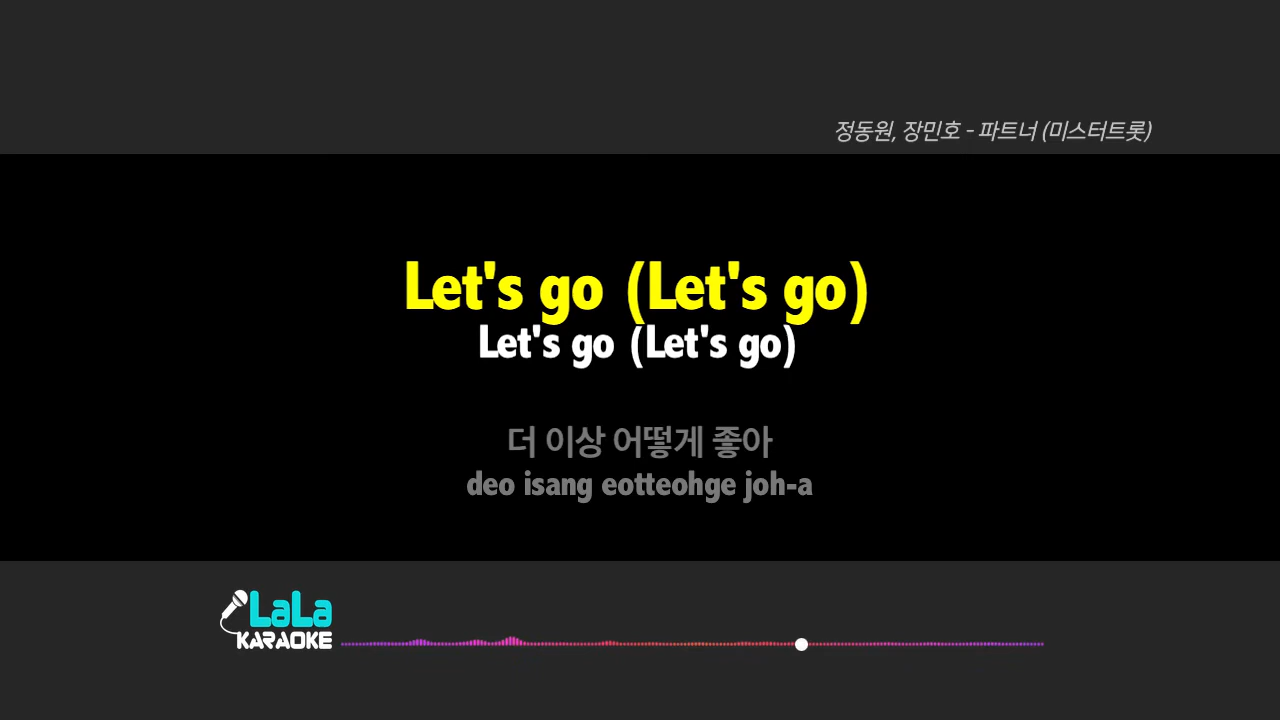 정동원, 장민호 - 파트너 (미스터트롯)
Let's go (Let's go)
Let's go (Let's go)
더 이상 어떻게 좋아
deo isang eotteohge joh-a
LaLa
KARAOKE